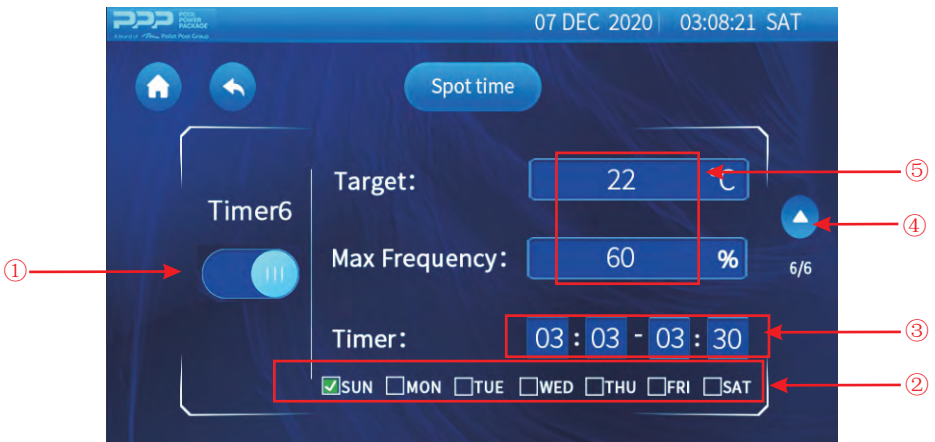 PPP POOL POWER PACKAGE
07 DEC 2020 03:08:21 SAT
Spot time
Target: 22 °C ⑤
Timer6
④
Max Frequency: 60 % 6/6
①
Timer: 03 : 03 - 03 : 30 ③
SUN MON TUE WED THU FRI SAT ②